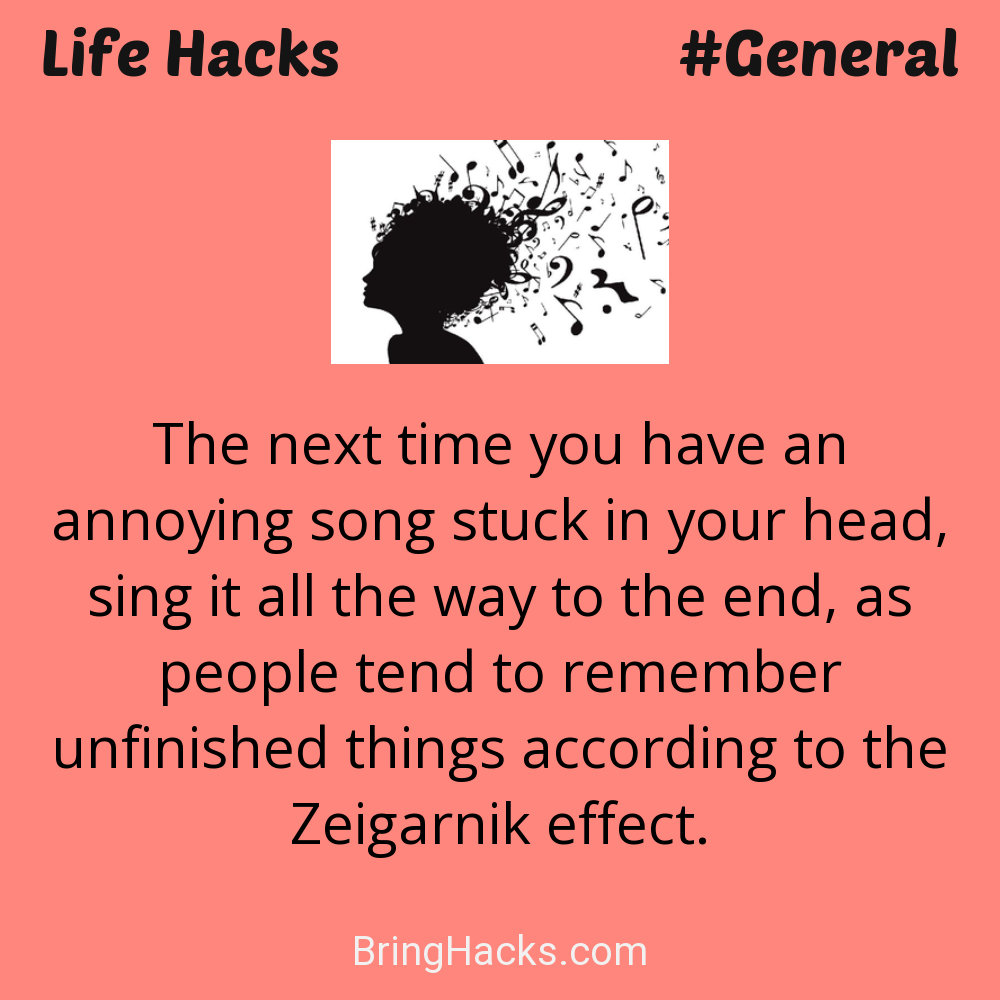 Life Hacks
#General
The next time you have an
annoying song stuck in your head,
sing it all the way to the end, as
people tend to remember
unfinished things according to the
Zeigarnik effect.
BringHacks.com